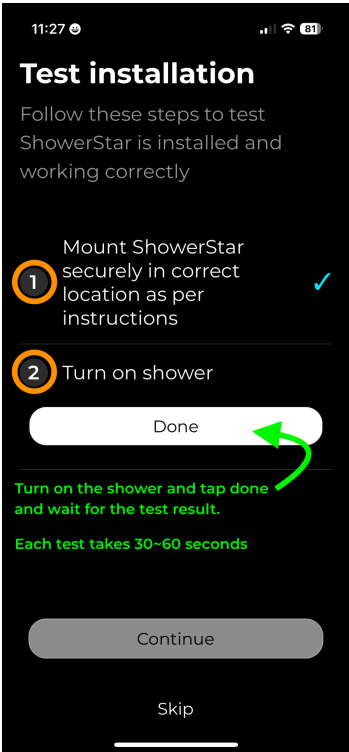 11:27
81
Test installation
Follow these steps to test
ShowerStar is installed and
working correctly
1
Mount ShowerStar
securely in correct
location as per
instructions
2
Turn on shower
Done
Turn on the shower and tap done
and wait for the test result.
Each test takes 30~60 seconds
Continue
Skip